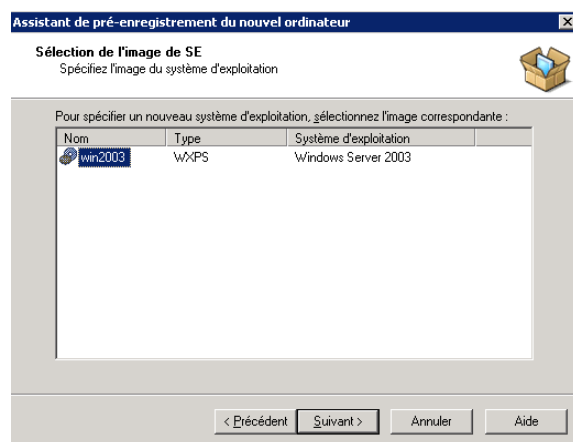 Assistant de pré-enregistrement du nouvel ordinateur
Sélection de l'image de SE
Spécifiez l'image du système d'exploitation
Pour spécifier un nouveau système d'exploitation, sélectionnez l'image correspondante :
Nom Type Système d'exploitation
win2003 WXPS Windows Server 2003
< Précédent Suivant > Annuler Aide